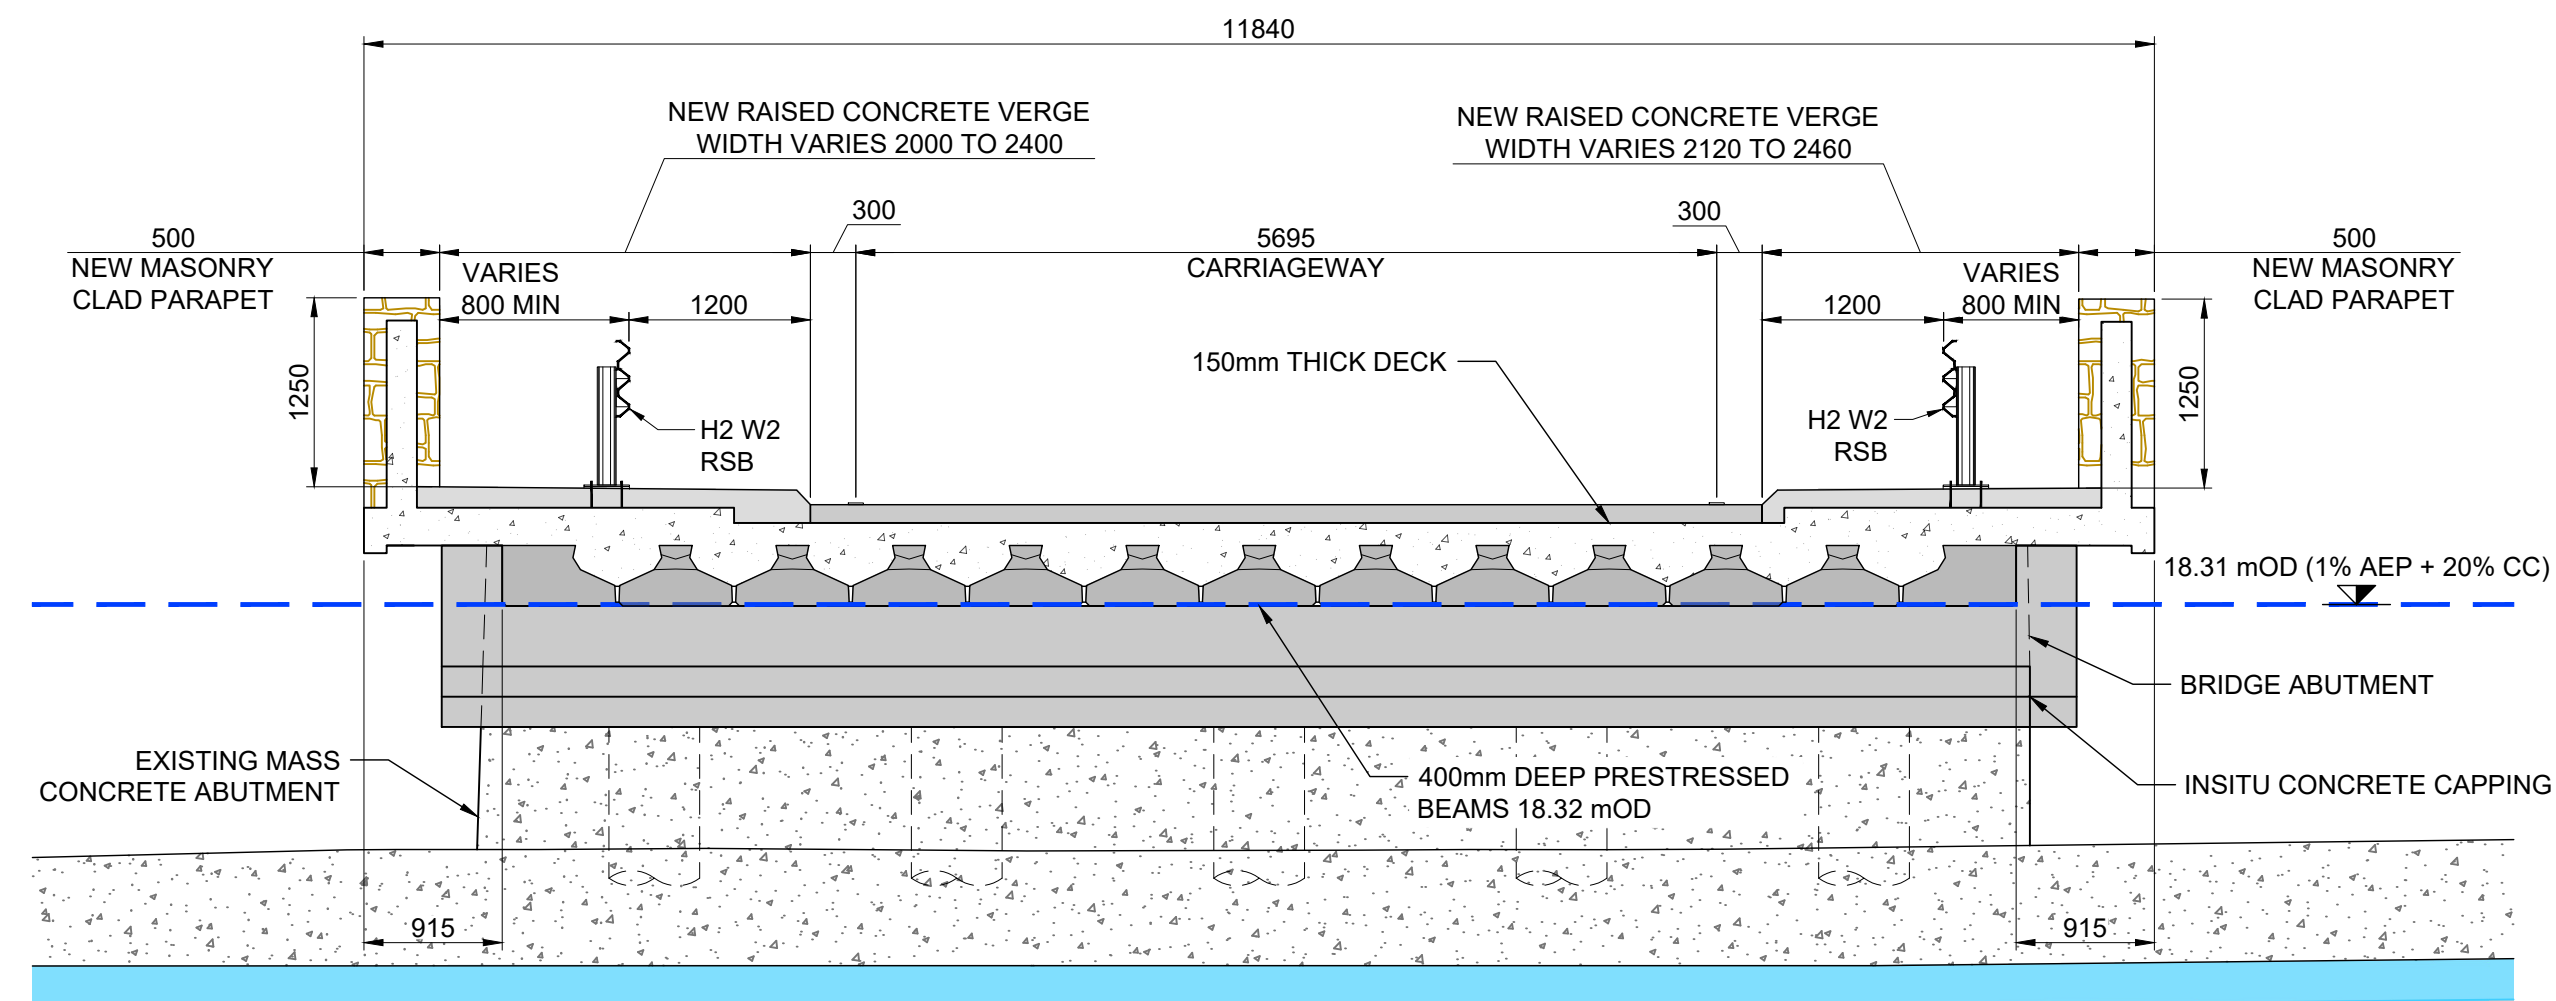 11840
NEW RAISED CONCRETE VERGE
WIDTH VARIES 2000 TO 2400
NEW RAISED CONCRETE VERGE
WIDTH VARIES 2120 TO 2460
300
300
500
NEW MASONRY
CLAD PARAPET
5695
CARRIAGEWAY
500
NEW MASONRY
CLAD PARAPET
VARIES
800 MIN
1200
1200
VARIES
800 MIN
1250
150mm THICK DECK
1250
H2 W2
RSB
H2 W2
RSB
18.31 mOD (1% AEP + 20% CC)
BRIDGE ABUTMENT
EXISTING MASS
CONCRETE ABUTMENT
400mm DEEP PRESTRESSED
BEAMS 18.32 mOD
INSITU CONCRETE CAPPING
915
915